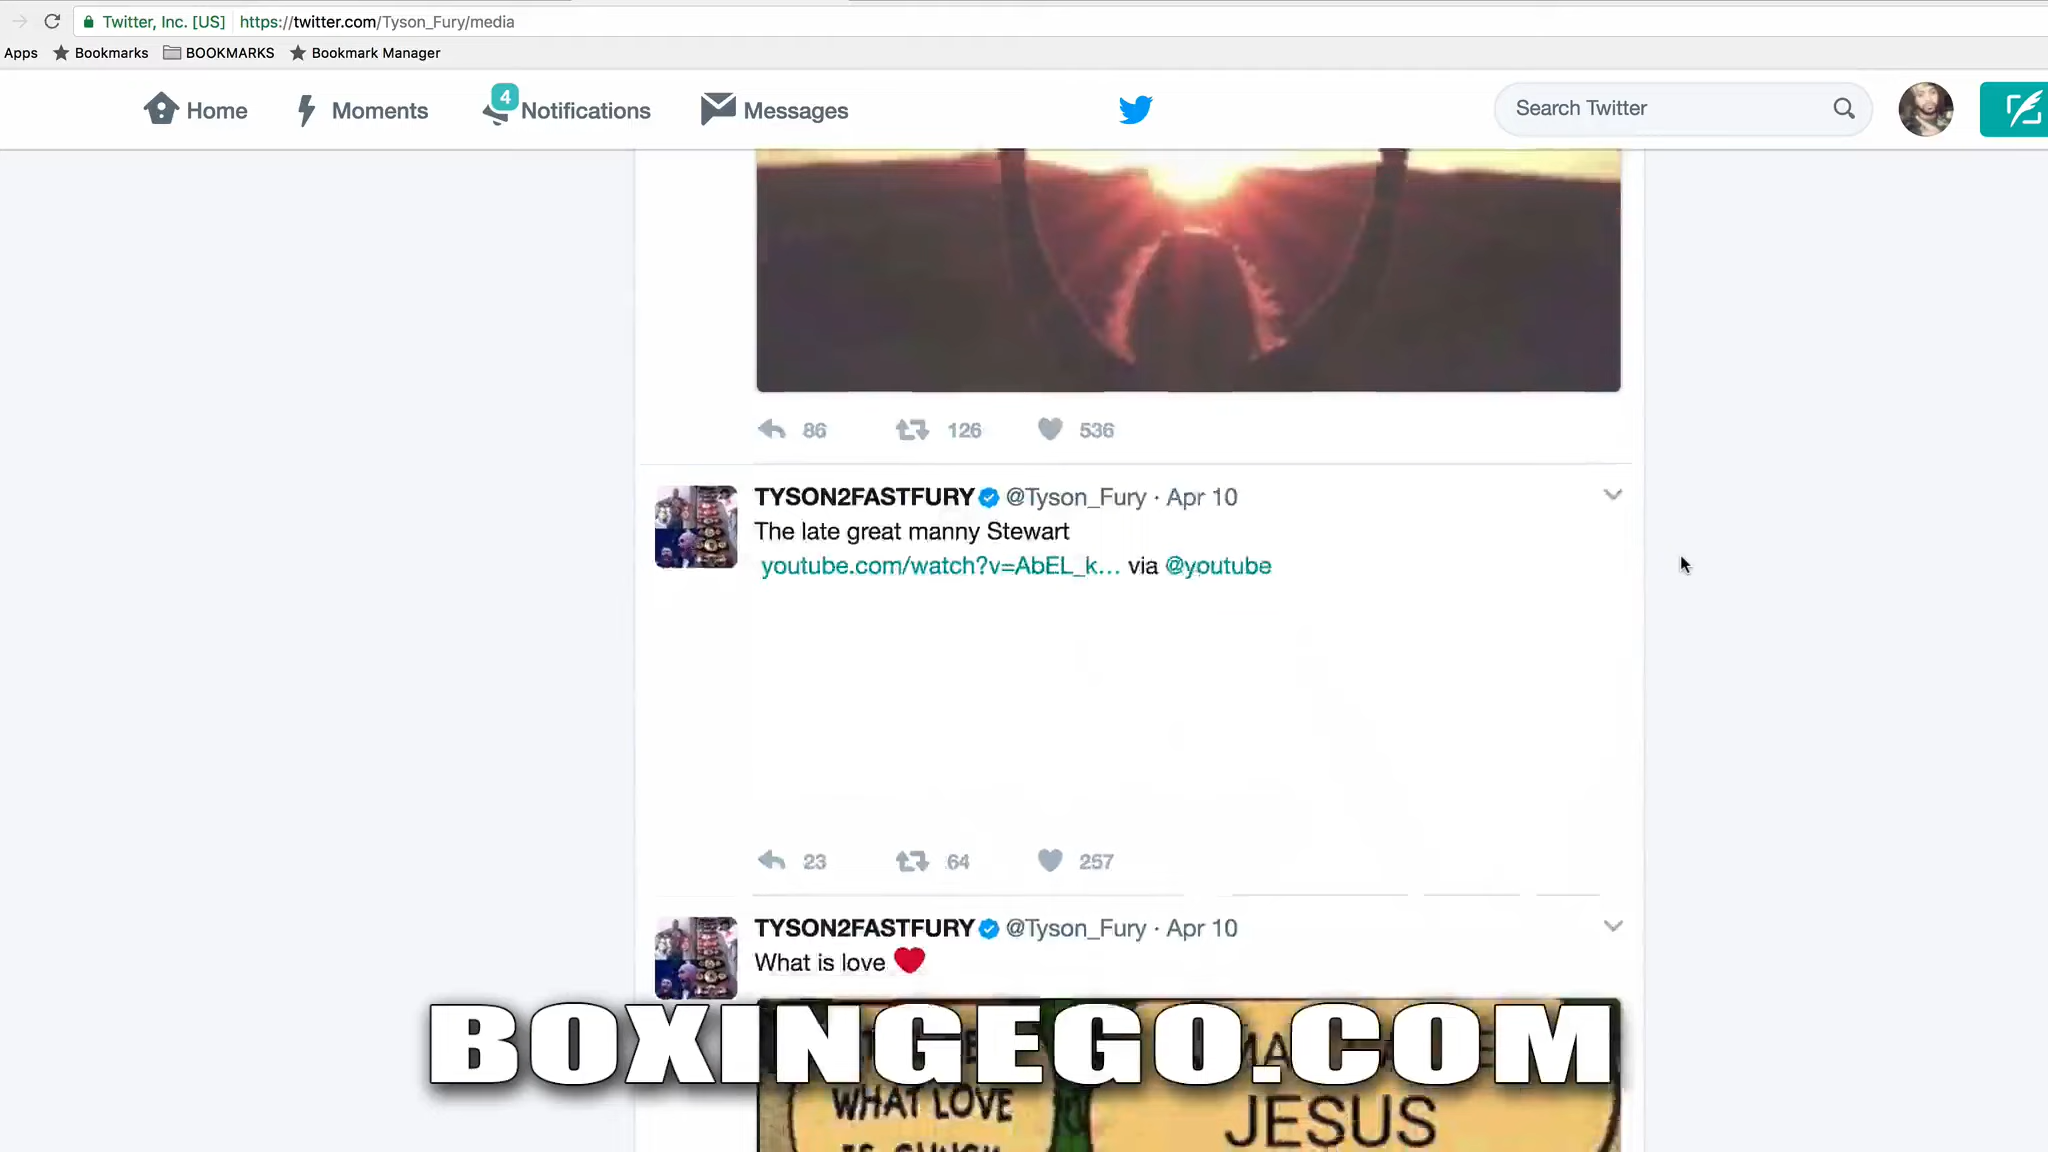 Twitter, Inc. [US] https://twitter.com/Tyson_Fury/media
Apps Bookmarks BOOKMARKS Bookmark Manager
Home Moments 4 Notifications Messages Search Twitter
86 126 536
TYSON2FASTFURY @Tyson_Fury · Apr 10
The late great manny Stewart
youtube.com/watch?v=AbEL_k... via @youtube
23 64 257
TYSON2FASTFURY @Tyson_Fury · Apr 10
What is love
BOXINGEGO.COM
WHAT LOVE
JESUS